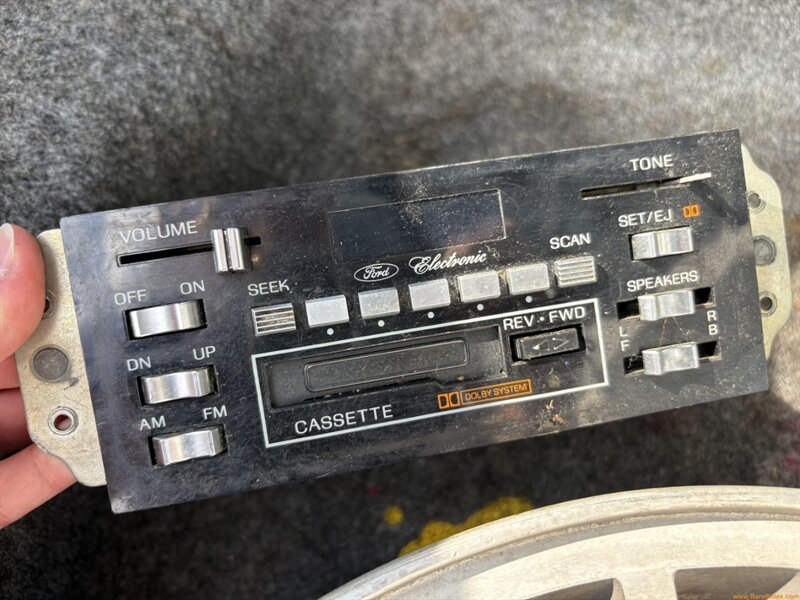 TONE
VOLUME
SET/EJ
SCAN
Ford Electronic
OFF ON
SEEK
SPEAKERS
REV • FWD
L R
F B
DN UP
AM FM
CASSETTE
DOLBY SYSTEM
www.RareRides.com